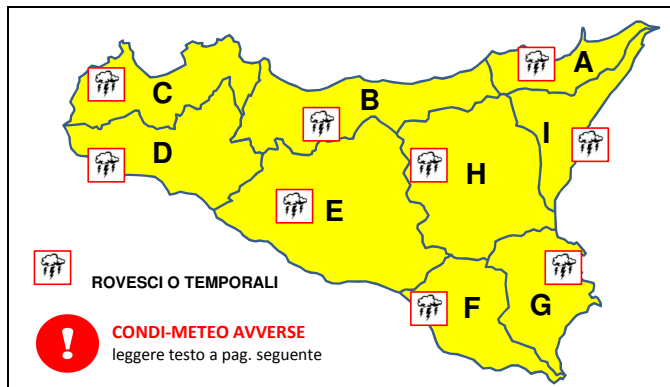 A
C
B
I
D
H
E
ROVESCI O TEMPORALI
F
G
!
CONDI-METEO AVVERSE
leggere testo a pag. seguente